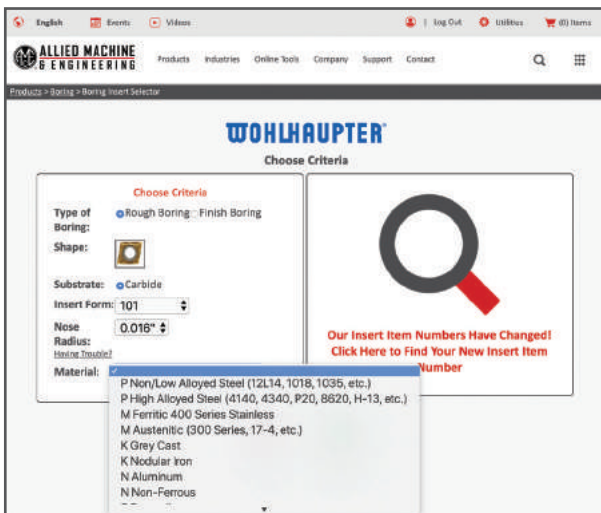 English Events Videos | Log Out Utilities (0) Items
ALLIED MACHINE
& ENGINEERING
Products Industries Online Tools Company Support Contact
Products > Boring > Boring Insert Selector
WOHLHAUPTER
Choose Criteria
Choose Criteria
Type of Boring: Rough Boring Finish Boring
Shape:
Substrate: Carbide
Insert Form: 101
Nose Radius: 0.016"
Having Trouble?
Material:
P Non/Low Alloyed Steel (12L14, 1018, 1035, etc.)
P High Alloyed Steel (4140, 4340, P20, 8620, H-13, etc.)
M Ferritic 400 Series Stainless
M Austenitic (300 Series, 17-4, etc.)
K Grey Cast
K Nodular Iron
N Aluminum
N Non-Ferrous
Our Insert Item Numbers Have Changed!
Click Here to Find Your New Insert Item
Number